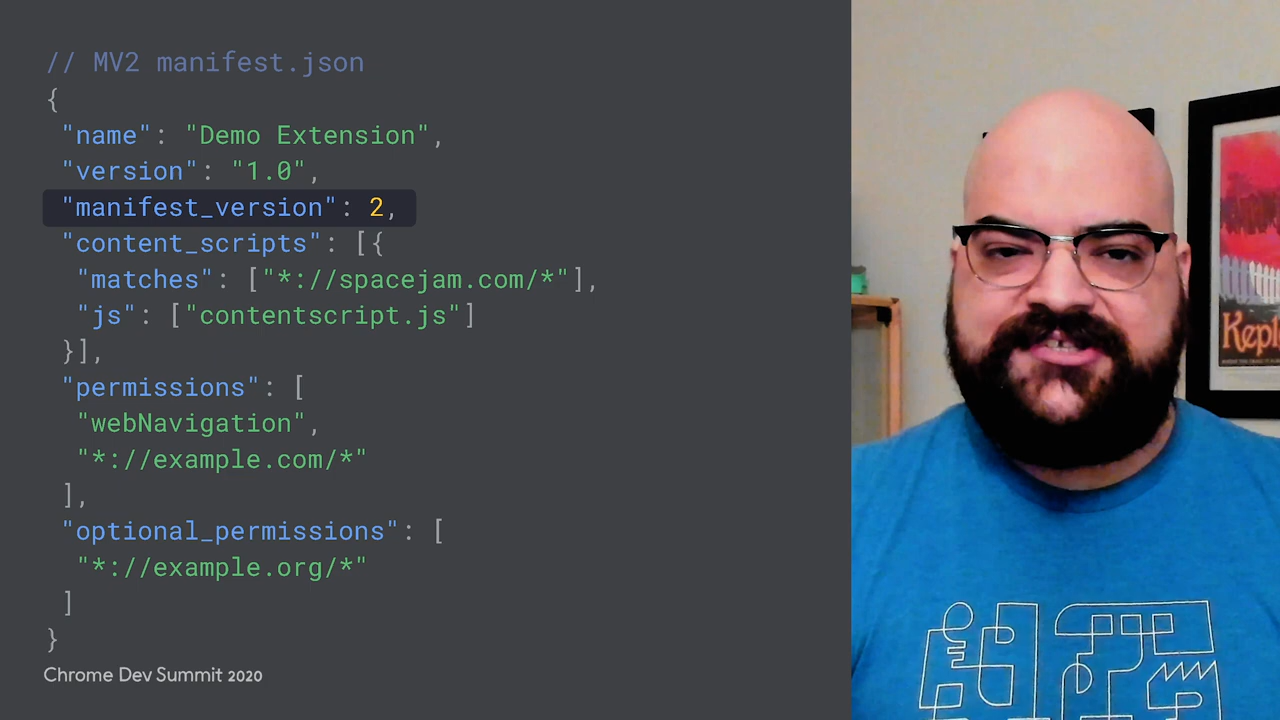 // MV2 manifest.json
{
"name": "Demo Extension",
"version": "1.0",
"manifest_version": 2,
"content_scripts": [{
"matches": ["*://spacejam.com/*"],
"js": ["contentscript.js"]
}],
"permissions": [
"webNavigation",
"*://example.com/*"
],
"optional_permissions": [
"*://example.org/*"
]
}
Chrome Dev Summit 2020